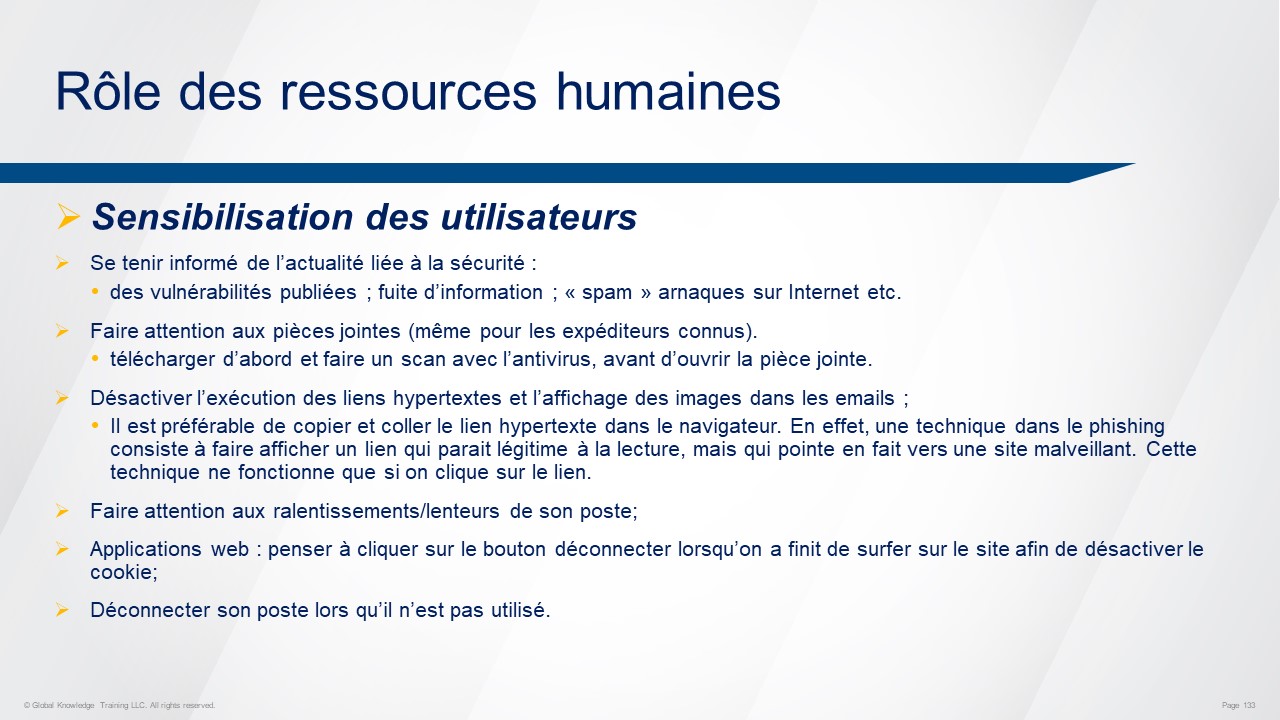 Rôle des ressources humaines
Sensibilisation des utilisateurs
Se tenir informé de l’actualité liée à la sécurité :
des vulnérabilités publiées ; fuite d’information ; « spam » arnaques sur Internet etc.
Faire attention aux pièces jointes (même pour les expéditeurs connus).
télécharger d’abord et faire un scan avec l’antivirus, avant d’ouvrir la pièce jointe.
Désactiver l’exécution des liens hypertextes et l’affichage des images dans les emails ;
Il est préférable de copier et coller le lien hypertexte dans le navigateur. En effet, une technique dans le phishing
consiste à faire afficher un lien qui parait légitime à la lecture, mais qui pointe en fait vers une site malveillant. Cette
technique ne fonctionne que si on clique sur le lien.
Faire attention aux ralentissements/lenteurs de son poste;
Applications web : penser à cliquer sur le bouton déconnecter lorsqu’on a finit de surfer sur le site afin de désactiver le
cookie;
Déconnecter son poste lors qu’il n’est pas utilisé.
© Global Knowledge Training LLC. All rights reserved.
Page 133